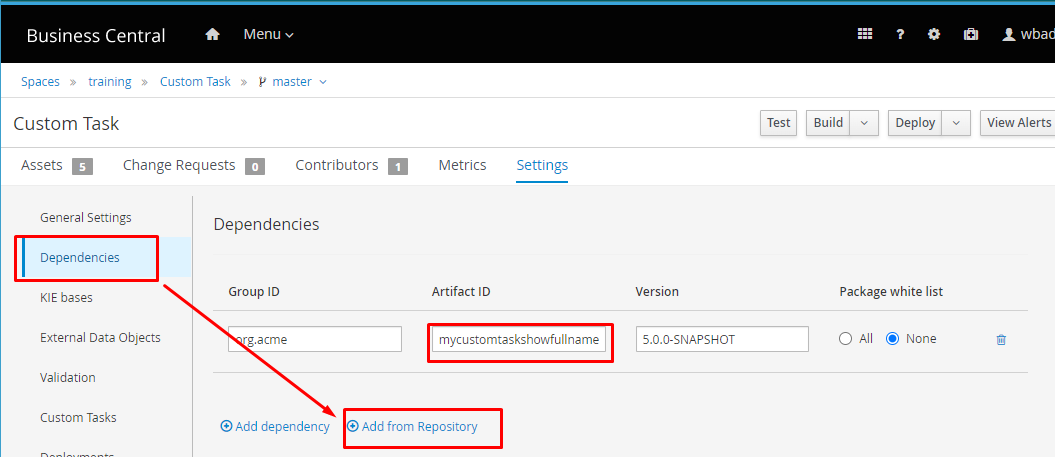 Business Central Menu ? wbad
Spaces » training » Custom Task » master
Custom Task Test Build Deploy View Alerts
Assets 5 Change Requests 0 Contributors 1 Metrics Settings
General Settings
Dependencies
Dependencies
Group ID Artifact ID Version Package white list
KIE bases
External Data Objects
org.acme mycustomtaskshowfullname 5.0.0-SNAPSHOT All None
Validation
Custom Tasks
Add dependency Add from Repository
Deployments